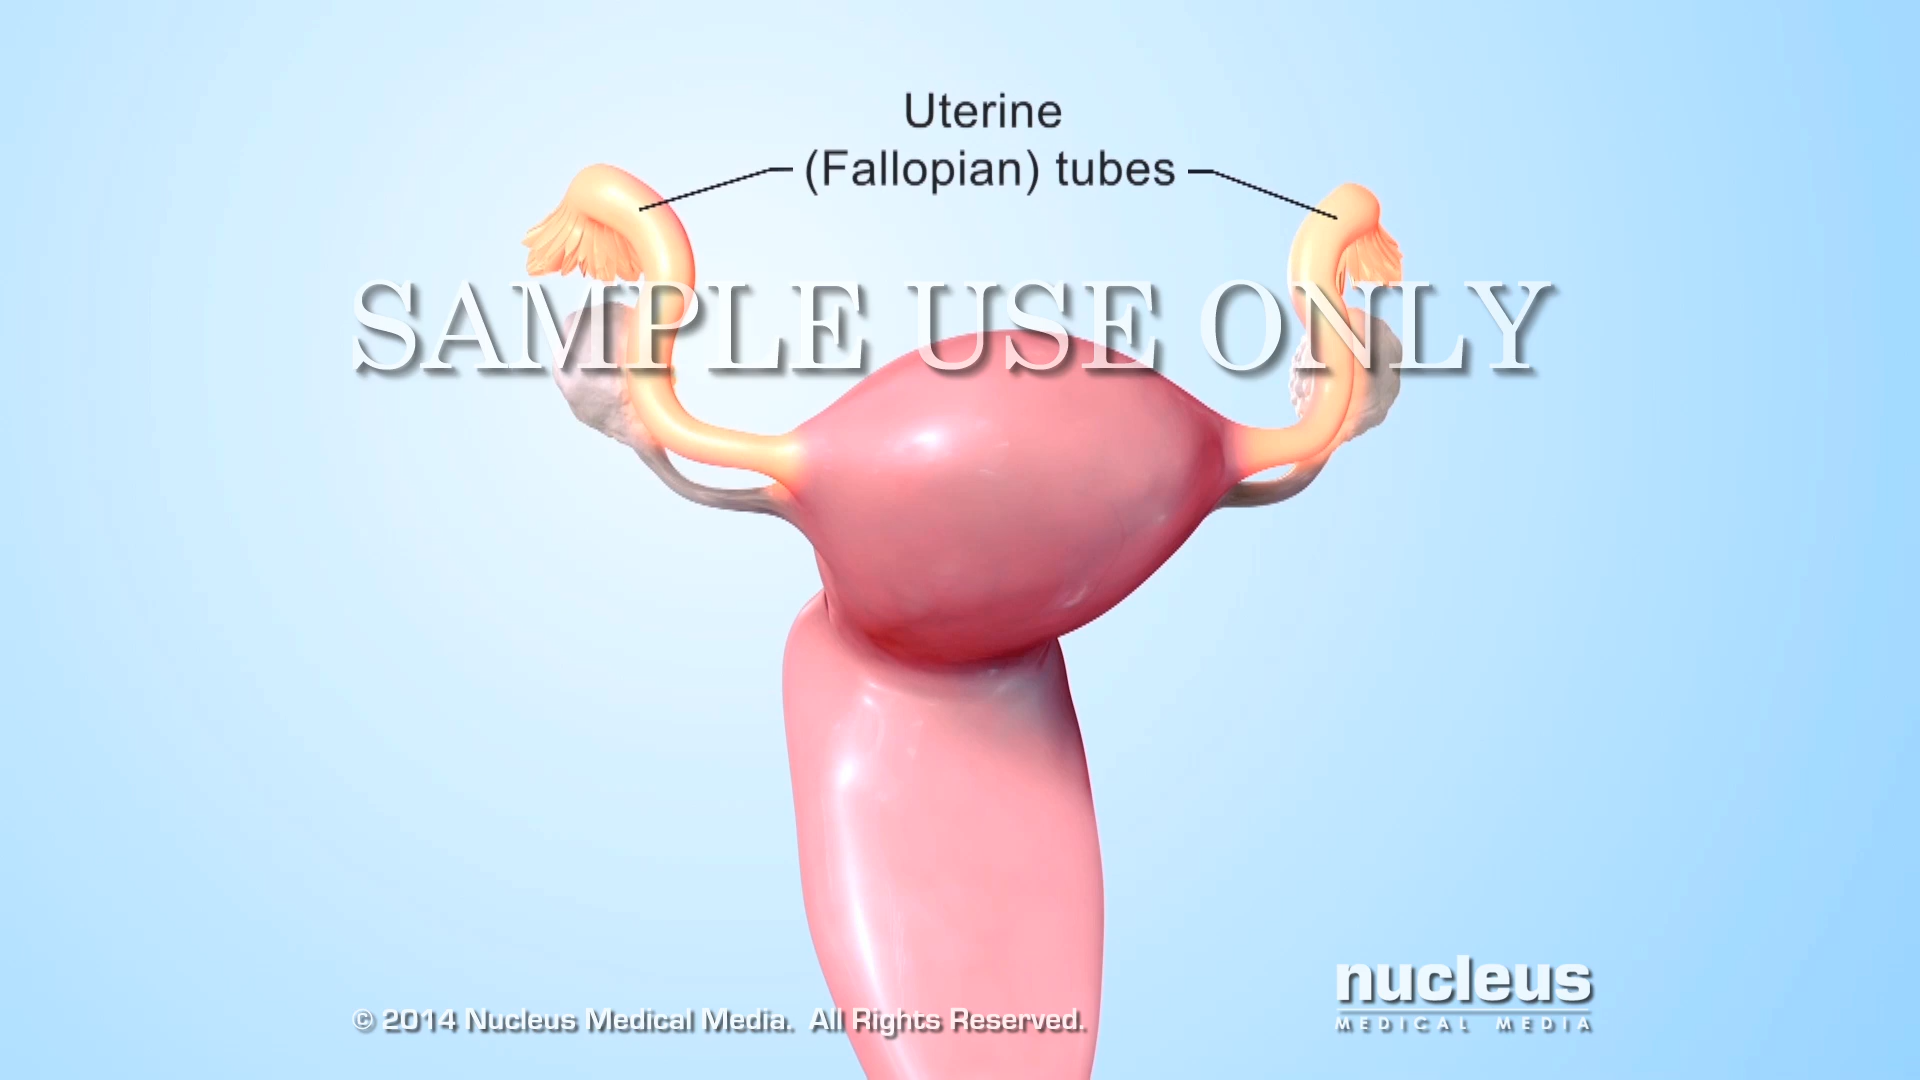 Uterine
(Fallopian) tubes
SAMPLE USE ONLY
nucleus
MEDICAL MEDIA
© 2014 Nucleus Medical Media. All Rights Reserved.